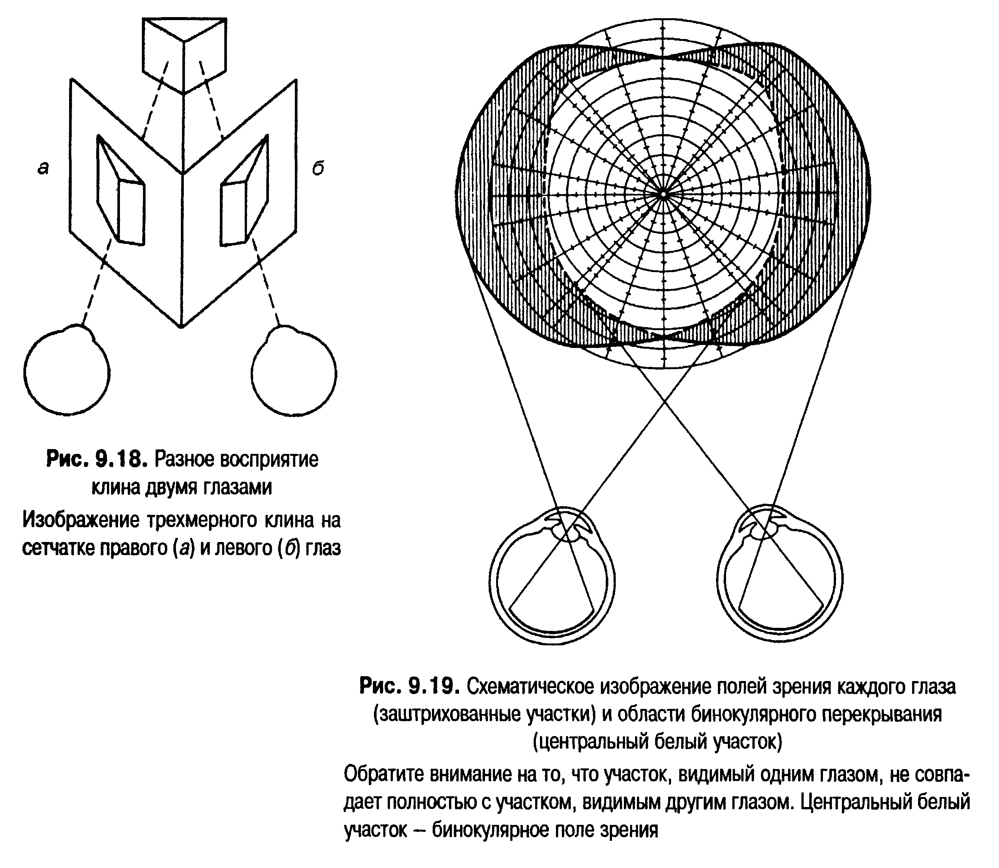 а
б
Рис. 9.18. Разное восприятие
клина двумя глазами
Изображение трехмерного клина на
сетчатке правого (а) и левого (б) глаз
Рис. 9.19. Схематическое изображение полей зрения каждого глаза
(заштрихованные участки) и области бинокулярного перекрывания
(центральный белый участок)
Обратите внимание на то, что участок, видимый одним глазом, не совпа-
дает полностью с участком, видимым другим глазом. Центральный белый
участок – бинокулярное поле зрения